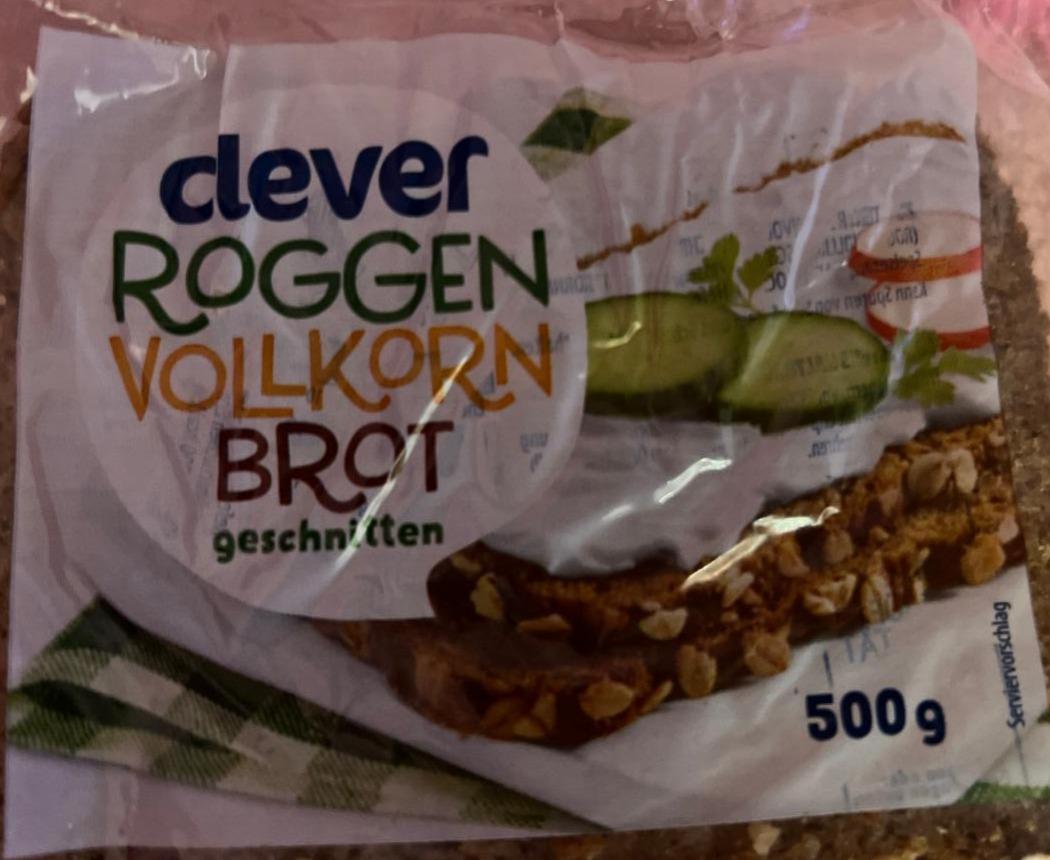 clever
ROGGEN
VOLLKORN
BROT
geschnitten
500 g
Serviervorschlag